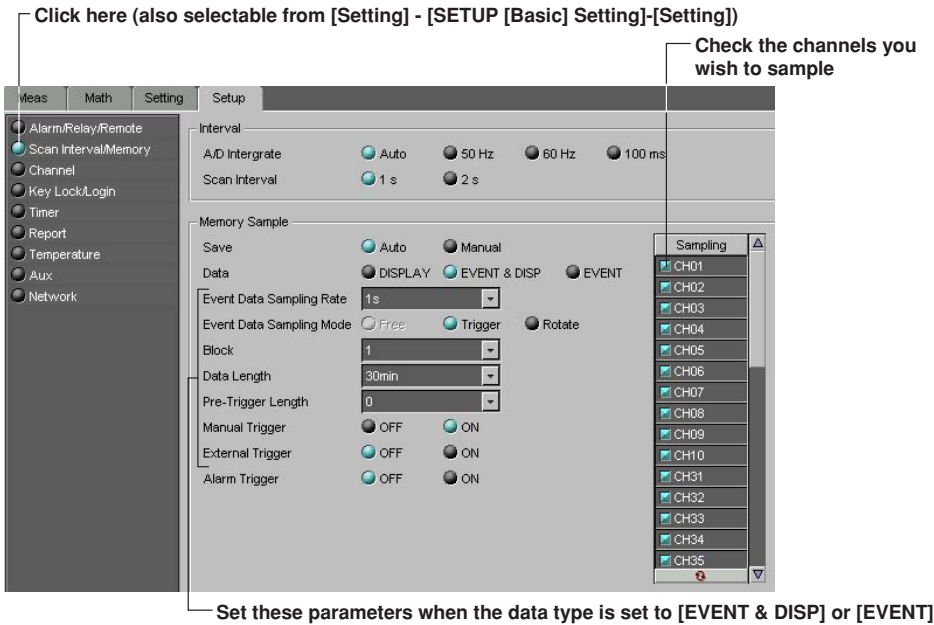 Click here (also selectable from [Setting] - [SETUP [Basic] Setting]-[Setting])
Check the channels you
wish to sample
Meas Math Setting Setup
Alarm/Relay/Remote
Scan Interval/Memory
Channel
Key Lock/Login
Timer
Report
Temperature
Aux
Network
Interval
A/D Intergrate Auto 50 Hz 60 Hz 100 ms
Scan Interval 1 s 2 s
Memory Sample
Save Auto Manual
Data DISPLAY EVENT & DISP EVENT
Event Data Sampling Rate 1s
Event Data Sampling Mode Free Trigger Rotate
Block 1
Data Length 30min
Pre-Trigger Length 0
Manual Trigger OFF ON
External Trigger OFF ON
Alarm Trigger OFF ON
Sampling
CH01
CH02
CH03
CH04
CH05
CH06
CH07
CH08
CH09
CH10
CH31
CH32
CH33
CH34
CH35
Set these parameters when the data type is set to [EVENT & DISP] or [EVENT]